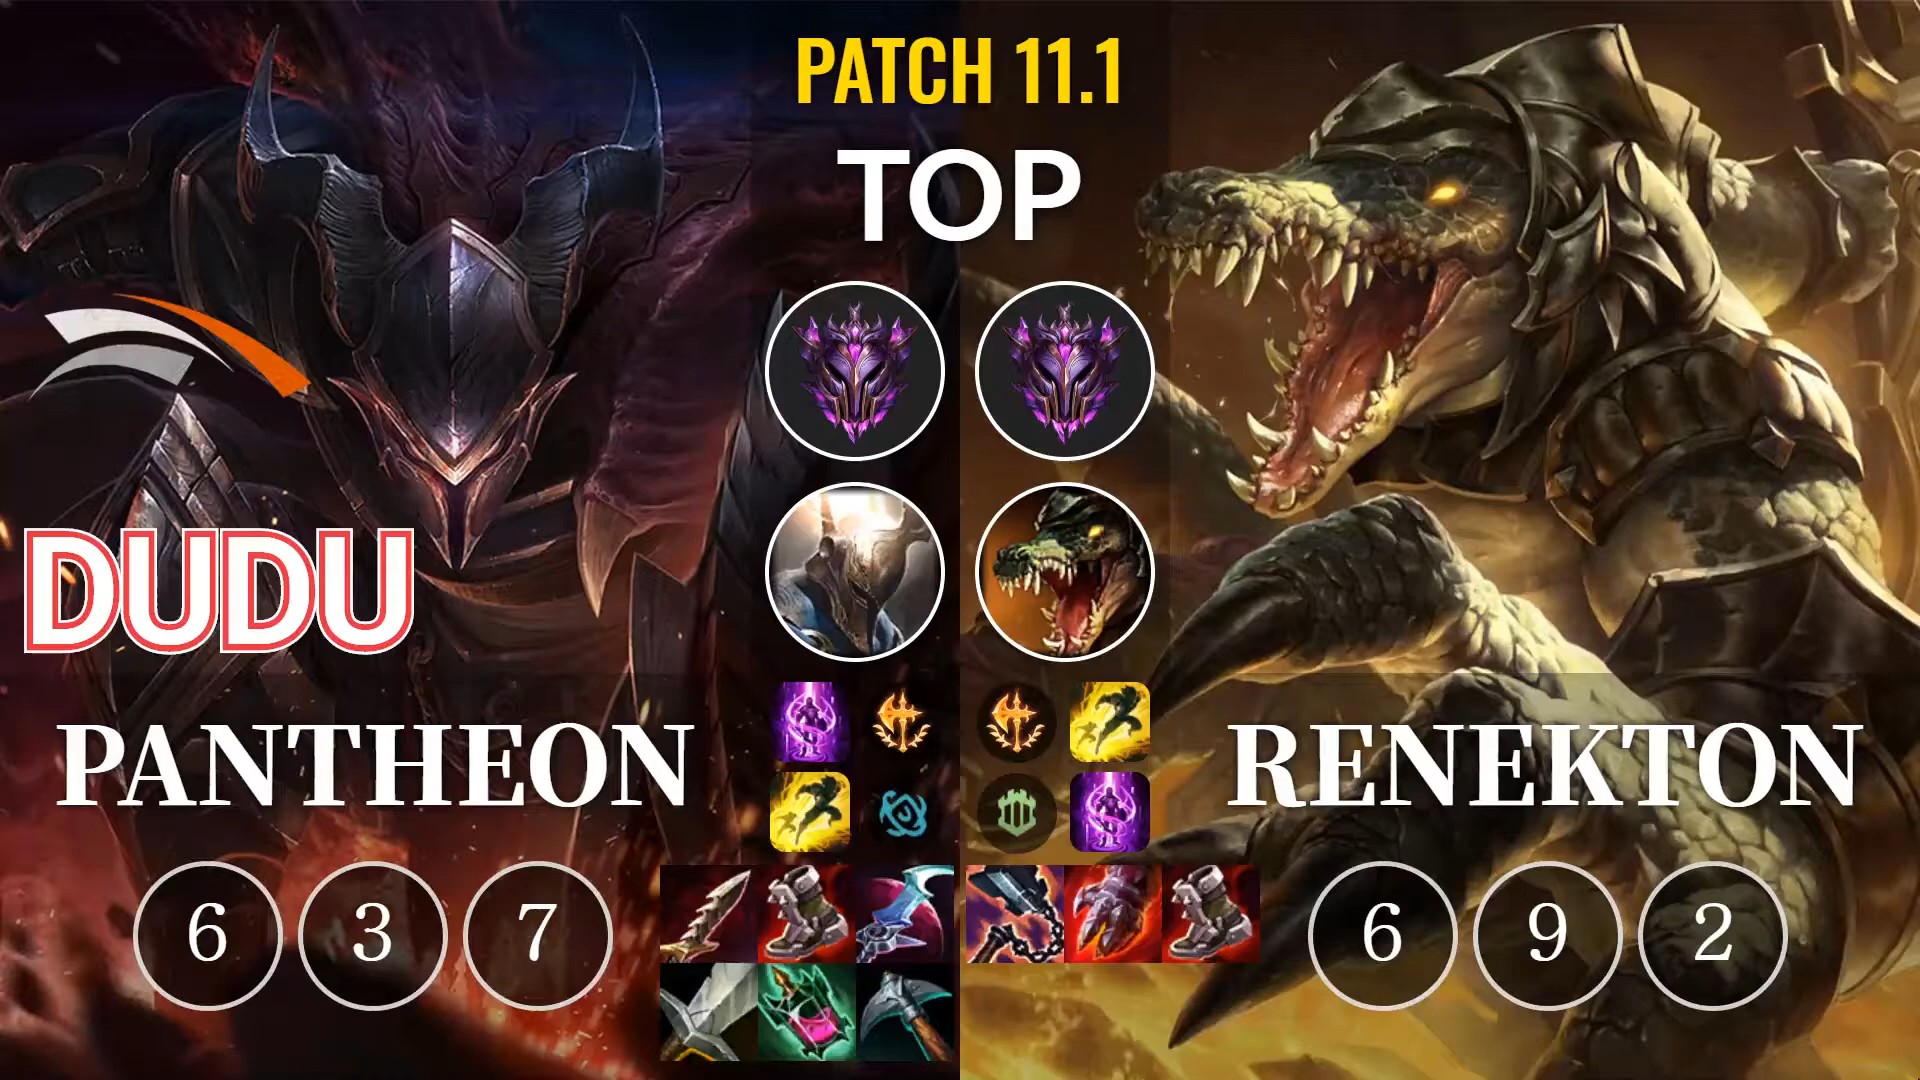 PATCH 11.1
TOP
DUDU
PANTHEON
RENEKTON
6 3 7
6 9 2